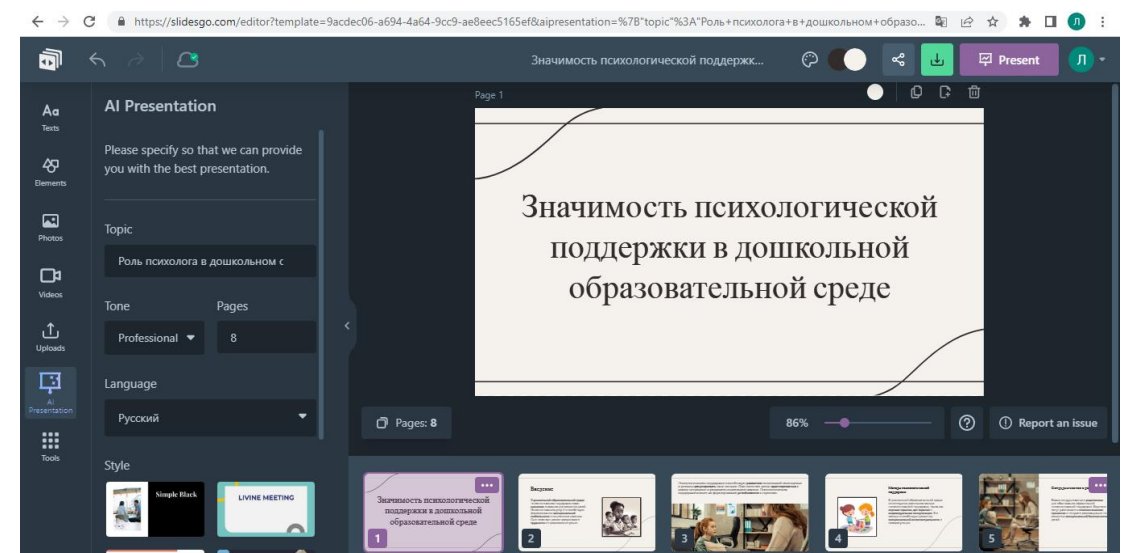 https://slidesgo.com/editor?template=9acdec06-a694-4a64-9cc9-ae8eec5165ef&aipresentation=%7B"topic"%3A"Роль+психолога+в+дошкольном+образо...
Л
Значимость психологической поддержк...
Present
Л
Aa
Texts
Elements
Photos
Videos
Uploads
AI
Presentation
Tools
AI Presentation
Please specify so that we can provide
you with the best presentation.
Topic
Роль психолога в дошкольном с
Tone
Pages
Professional
8
Language
Русский
Style
Simple Black
LIVINE MEETING
Page 1
Значимость психологической
поддержки в дошкольной
образовательной среде
Pages: 8
86%
Report an issue
Значимость психологической
поддержки в дошкольной
образовательной среде
1
Введение
2
3
4
5